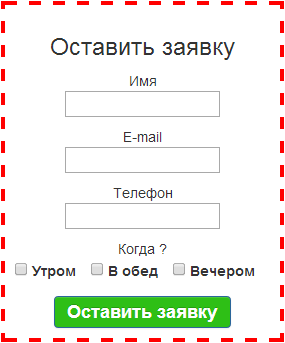 Оставить заявку
Имя
E-mail
Телефон
Когда ?
Утром В обед Вечером
Оставить заявку